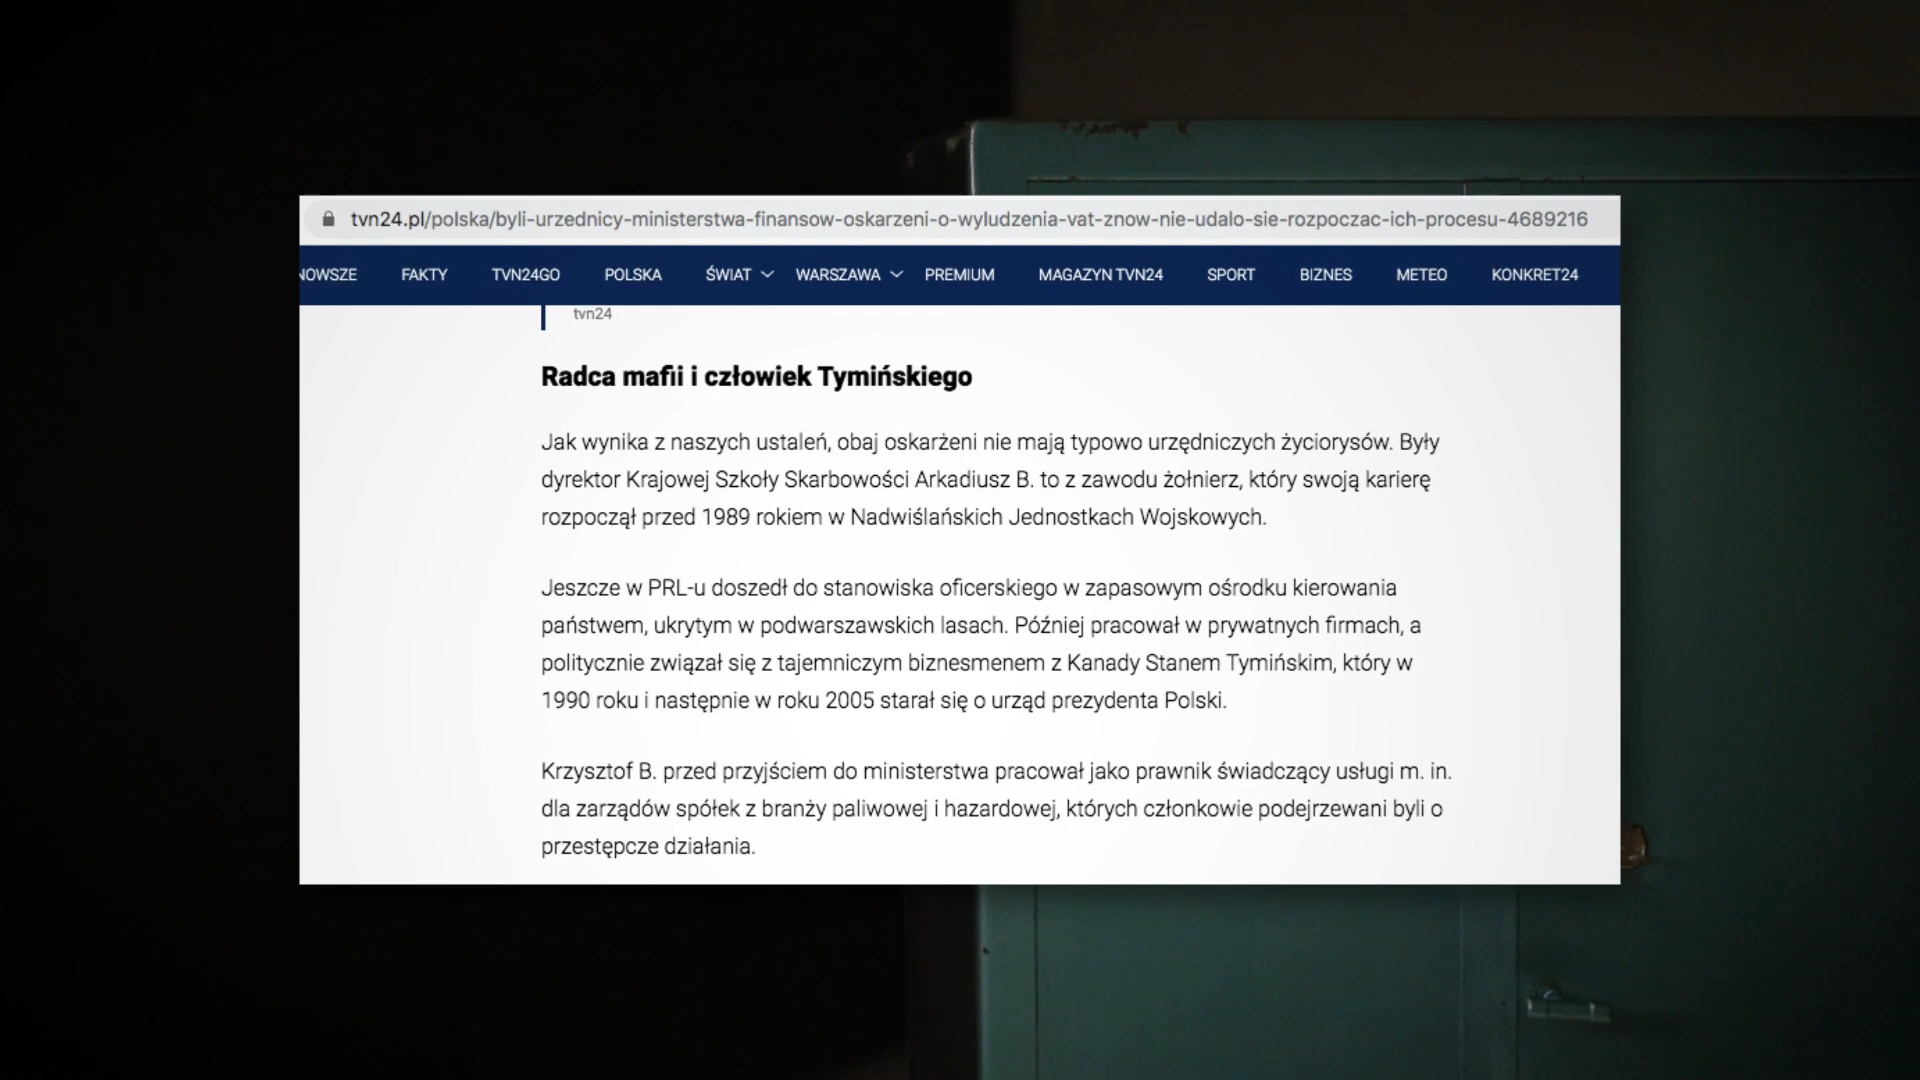 tvn24.pl/polska/byli-urzednicy-ministerstwa-finansow-oskarzeni-o-wyludzenia-vat-znow-nie-udalo-sie-rozpoczac-ich-procesu-4689216
NOWSZE FAKTY TVN24GO POLSKA ŚWIAT WARSZAWA PREMIUM MAGAZYN TVN24 SPORT BIZNES METEO KONKRET24
tvn24
Radca mafii i człowiek Tymińskiego
Jak wynika z naszych ustaleń, obaj oskarżeni nie mają typowo urzędniczych życiorysów. Były
dyrektor Krajowej Szkoły Skarbowości Arkadiusz B. to z zawodu żołnierz, który swoją karierę
rozpoczął przed 1989 rokiem w Nadwiślańskich Jednostkach Wojskowych.
Jeszcze w PRL-u doszedł do stanowiska oficerskiego w zapasowym ośrodku kierowania
państwem, ukrytym w podwarszawskich lasach. Później pracował w prywatnych firmach, a
politycznie związał się z tajemniczym biznesmenem z Kanady Stanem Tymińskim, który w
1990 roku i następnie w roku 2005 starał się o urząd prezydenta Polski.
Krzysztof B. przed przyjściem do ministerstwa pracował jako prawnik świadczący usługi m. in.
dla zarządów spółek z branży paliwowej i hazardowej, których członkowie podejrzewani byli o
przestępcze działania.